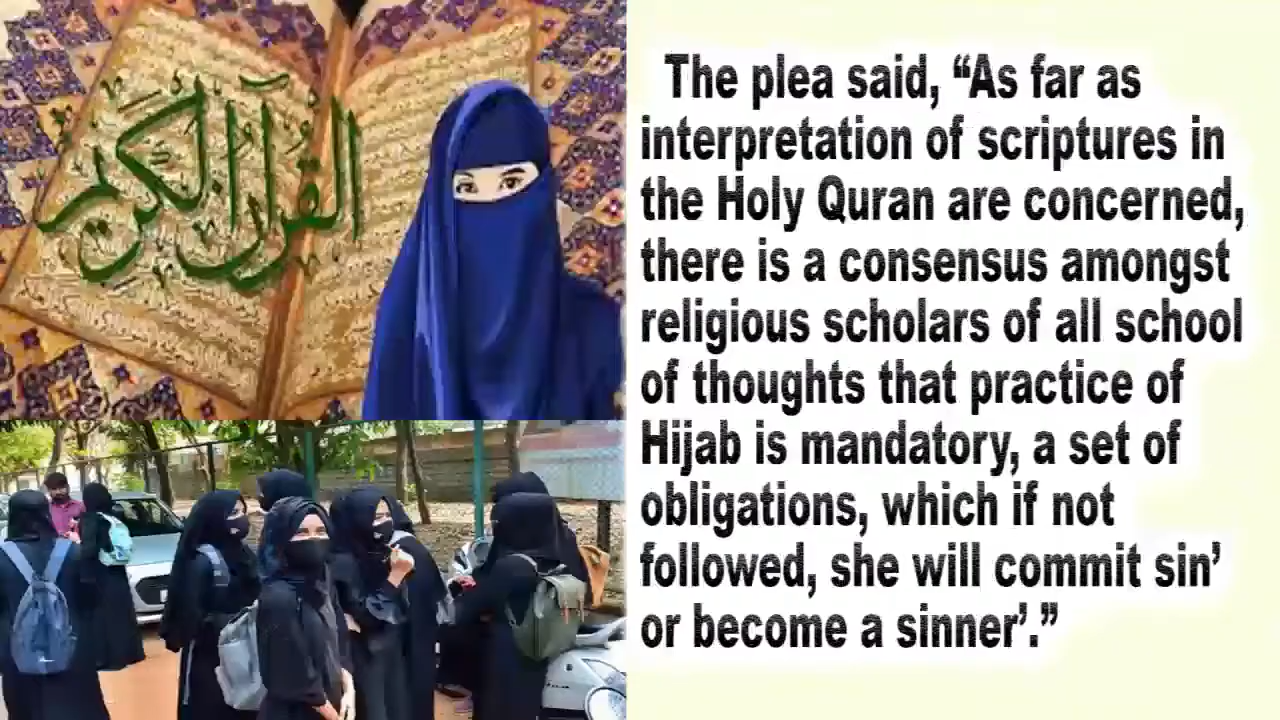 القرآن الكريم
The plea said, “As far as
interpretation of scriptures in
the Holy Quran are concerned,
there is a consensus amongst
religious scholars of all school
of thoughts that practice of
Hijab is mandatory, a set of
obligations, which if not
followed, she will commit sin’
or become a sinner’.”